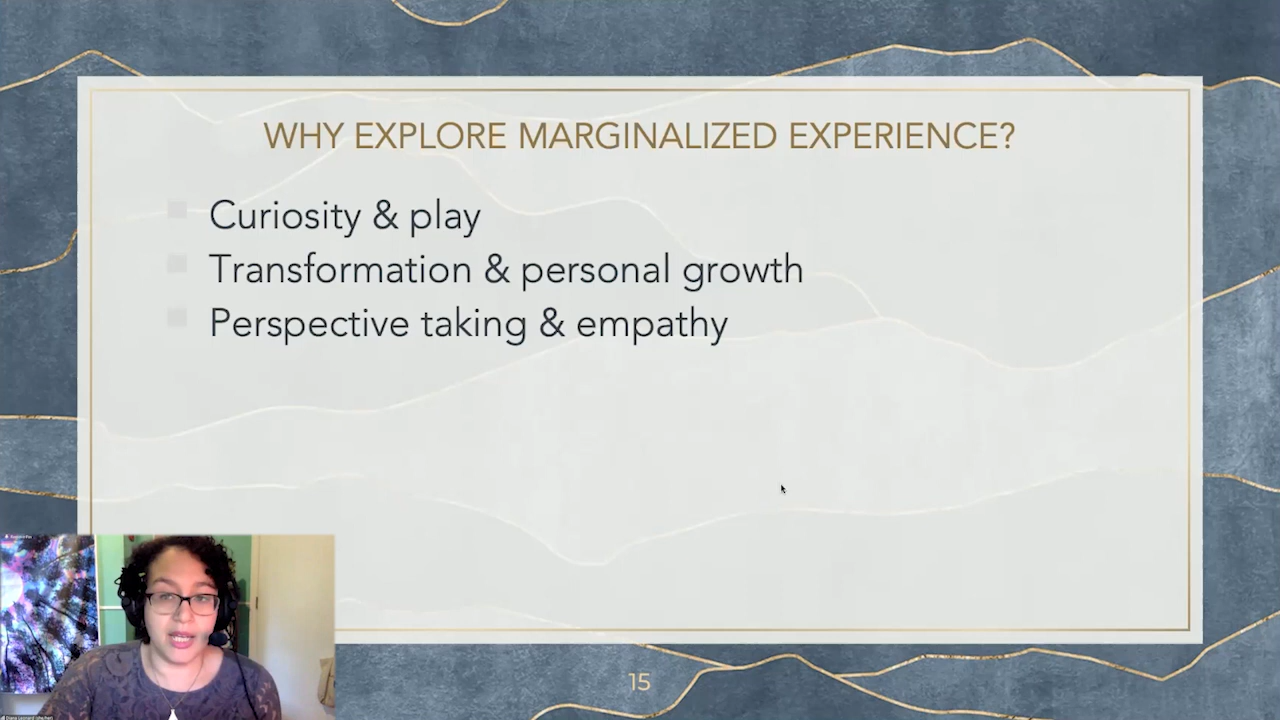 WHY EXPLORE MARGINALIZED EXPERIENCE?
Curiosity & play
Transformation & personal growth
Perspective taking & empathy
15